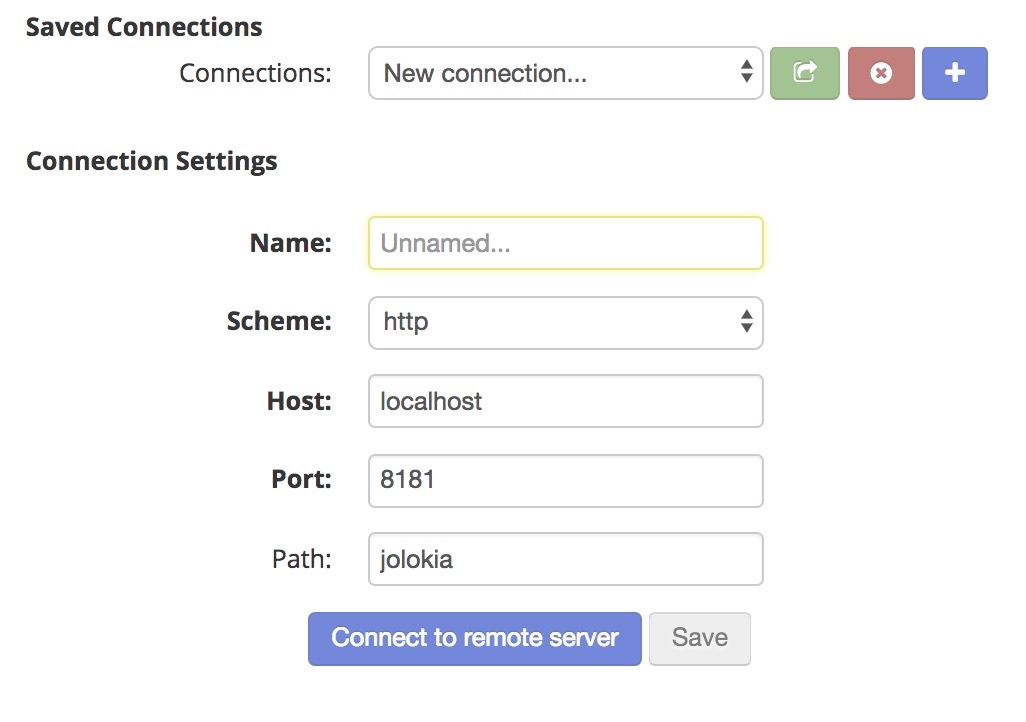 Saved Connections
Connections: New connection...
Connection Settings
Name: Unnamed...
Scheme: http
Host: localhost
Port: 8181
Path: jolokia
Connect to remote server Save